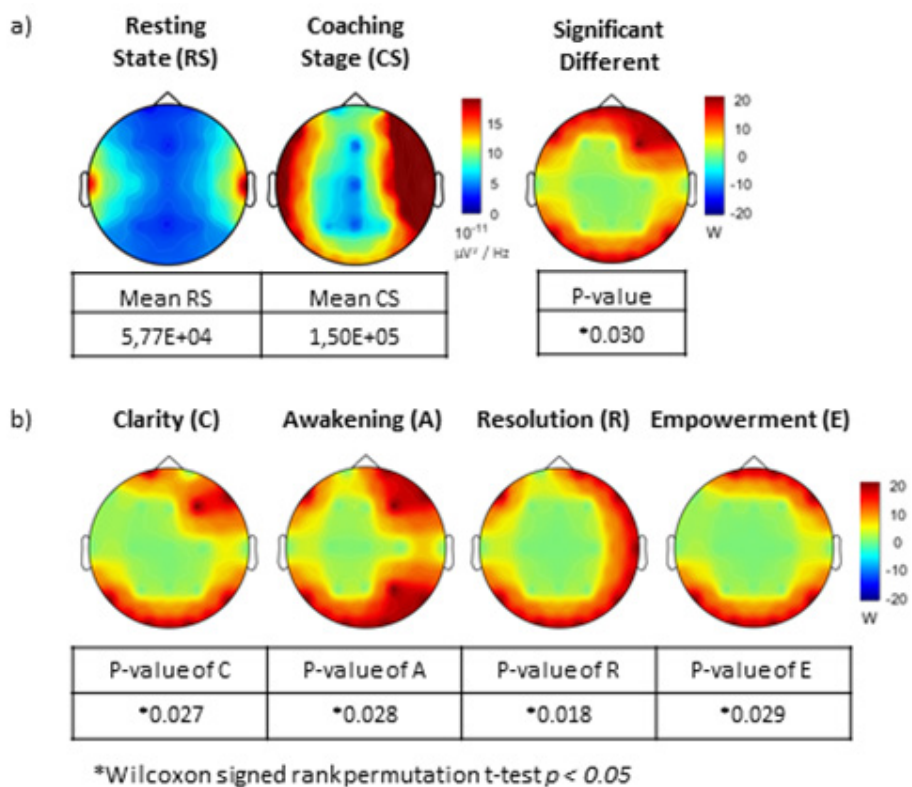 a)
Resting State (RS)
Coaching Stage (CS)
Significant Different
15
10
5
0
10-11
µV² / Hz
20
10
0
-10
-20
W
Mean RS
Mean CS
P-value
5,77E+04
1,50E+05
*0.030
b)
Clarity (C)
Awakening (A)
Resolution (R)
Empowerment (E)
20
10
0
-10
-20
W
P-value of C
P-value of A
P-value of R
P-value of E
*0.027
*0.028
*0.018
*0.029
*Wilcoxon signed rank permutation t-test p < 0.05